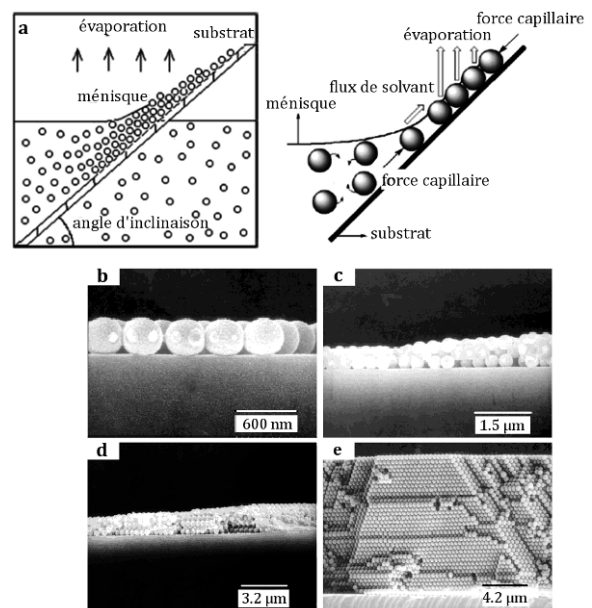 a
évaporation
substrat
ménisque
angle d'inclinaison
force capillaire
évaporation
flux de solvant
ménisque
force capillaire
substrat
b
600 nm
c
1.5 µm
d
3.2 µm
e
4.2 µm